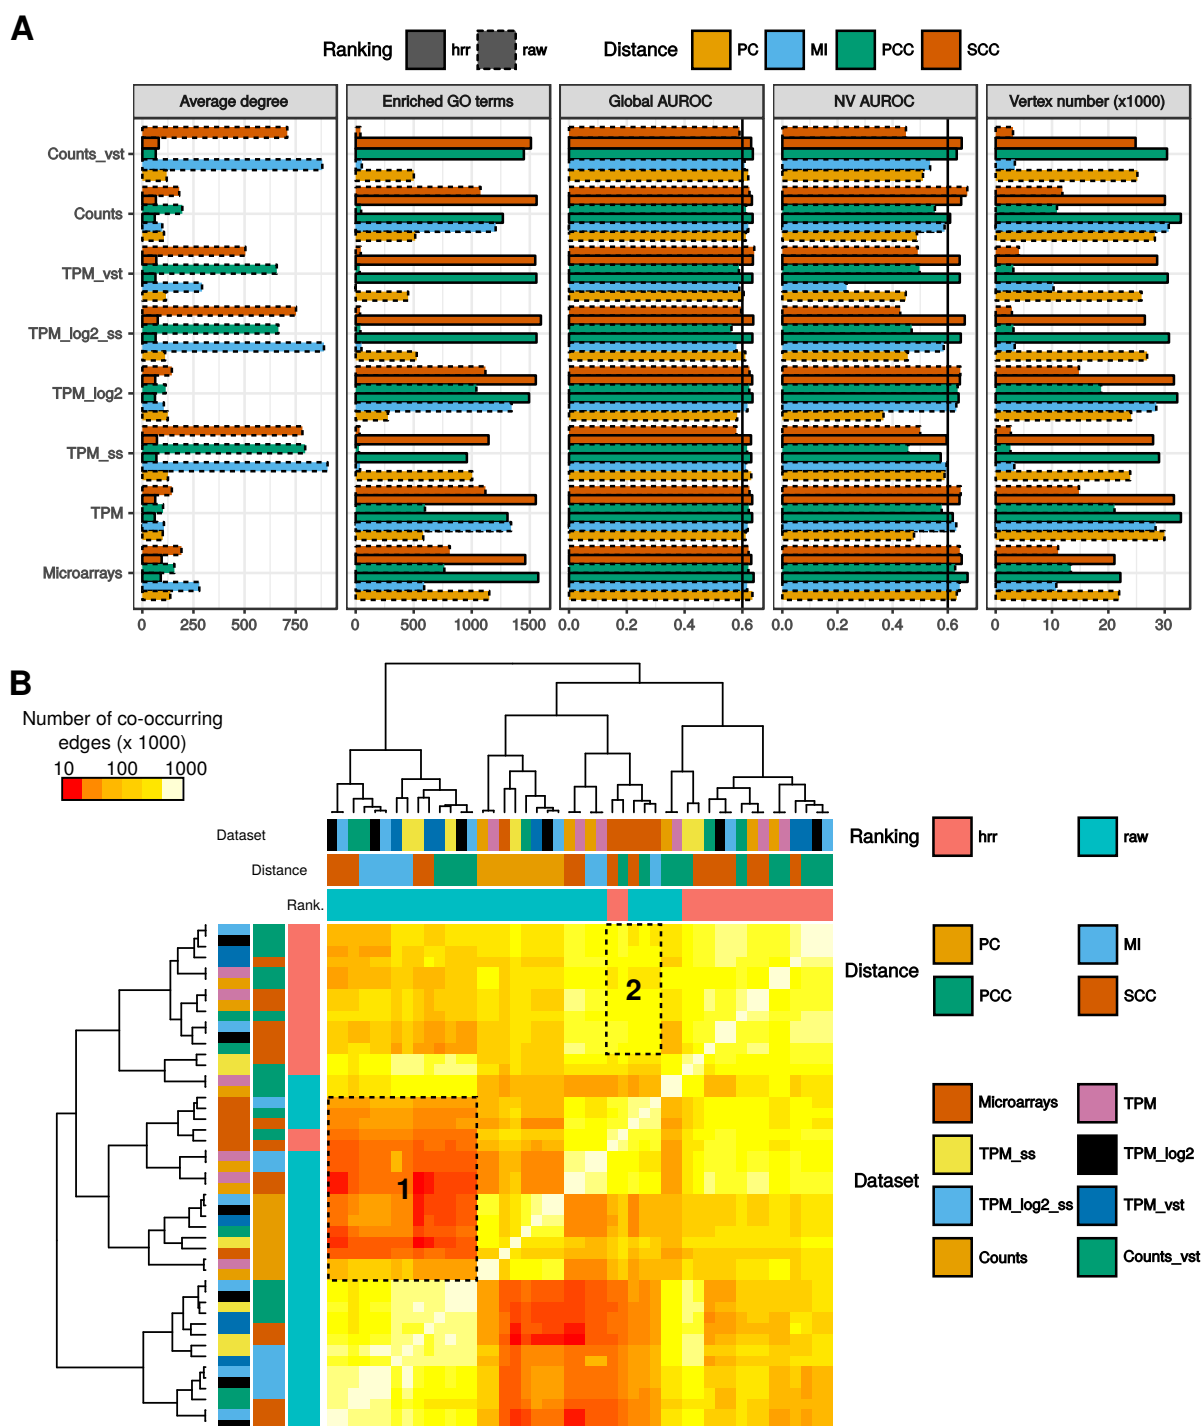 A
Ranking hrr raw Distance PC MI PCC SCC
Average degree Enriched GO terms Global AUROC NV AUROC Vertex number (x1000)
Counts_vst
Counts
TPM_vst
TPM_log2_ss
TPM_log2
TPM_ss
TPM
Microarrays
0 250 500 750 0 500 1000 1500 0.0 0.2 0.4 0.6 0.0 0.2 0.4 0.6 0 10 20 30
B
Number of co-occurring
edges (x 1000)
10 100 1000
Dataset
Distance
Rank.
Ranking hrr raw
Distance PC MI
PCC SCC
Dataset Microarrays TPM
TPM_ss TPM_log2
TPM_log2_ss TPM_vst
Counts Counts_vst
2
1